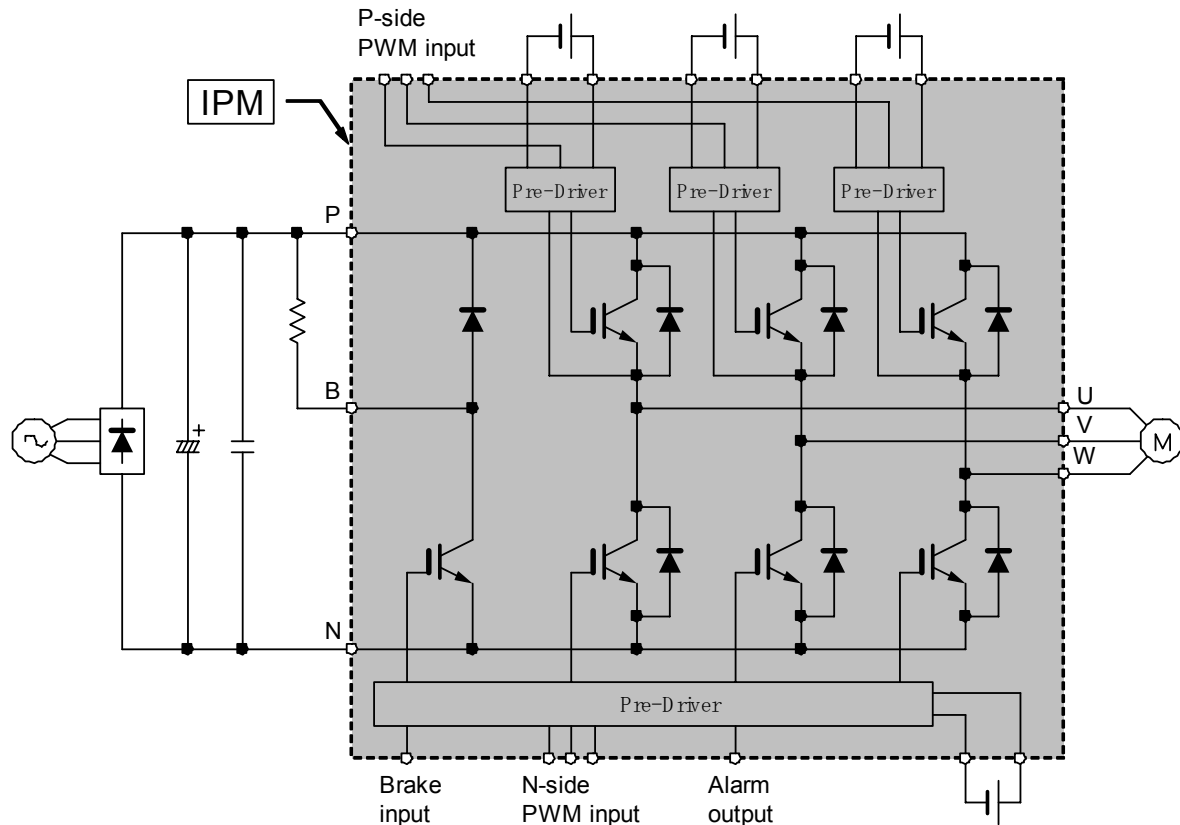 P-side
PWM input
IPM
Pre-Driver
Pre-Driver
Pre-Driver
P
B
U
V
W
M
+
N
Pre-Driver
Brake
input
N-side
PWM input
Alarm
output